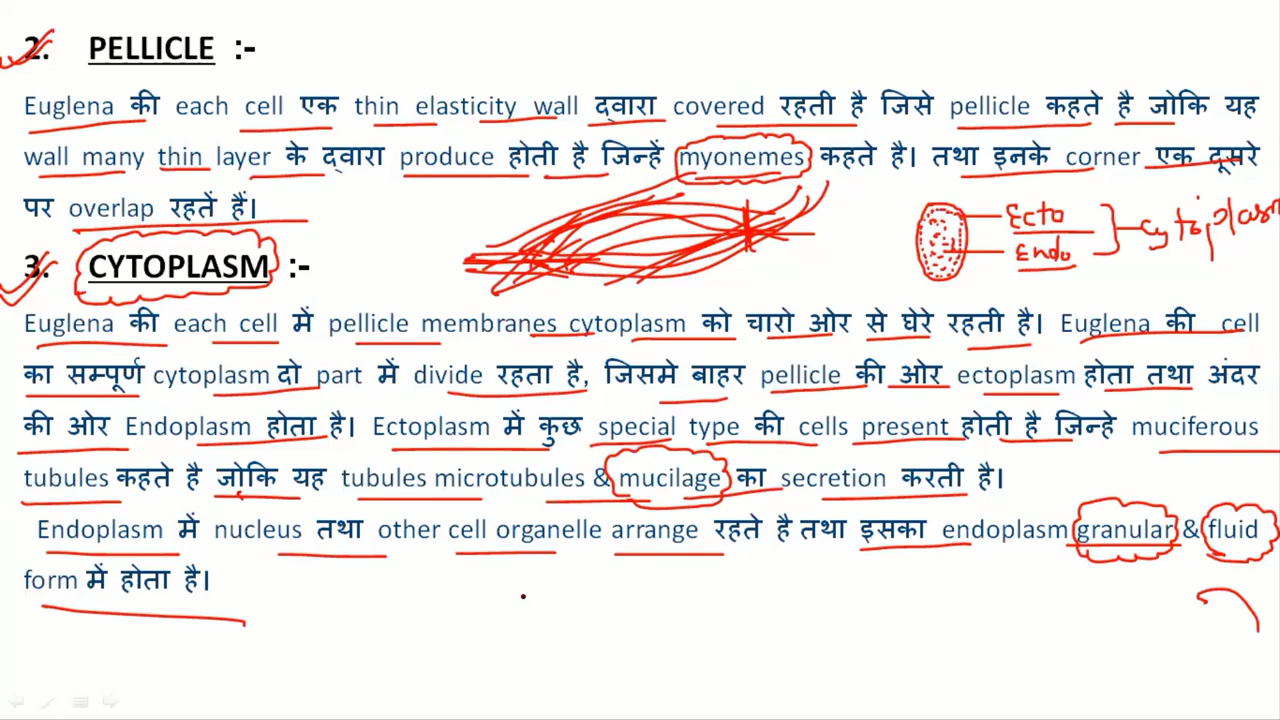 2. PELLICLE :-
Euglena की each cell एक thin elasticity wall द्वारा covered रहती है जिसे pellicle कहते है जोकि यह
wall many thin layer के द्वारा produce होती है जिन्हें myonemes कहते है। तथा इनके corner एक दूसरे
पर overlap रहतें हैं।
Ecto
Endo
Cytoplasm
3. CYTOPLASM :-
Euglena की each cell में pellicle membranes cytoplasm को चारो ओर से घेरे रहती है। Euglena की cell
का सम्पूर्ण cytoplasm दो part में divide रहता है, जिसमे बाहर pellicle की ओर ectoplasm होता तथा अंदर
की ओर Endoplasm होता है। Ectoplasm में कुछ special type की cells present होती है जिन्हे muciferous
tubules कहते है जोकि यह tubules microtubules & mucilage का secretion करती है।
Endoplasm में nucleus तथा other cell organelle arrange रहते है तथा इसका endoplasm granular & fluid
form में होता है।